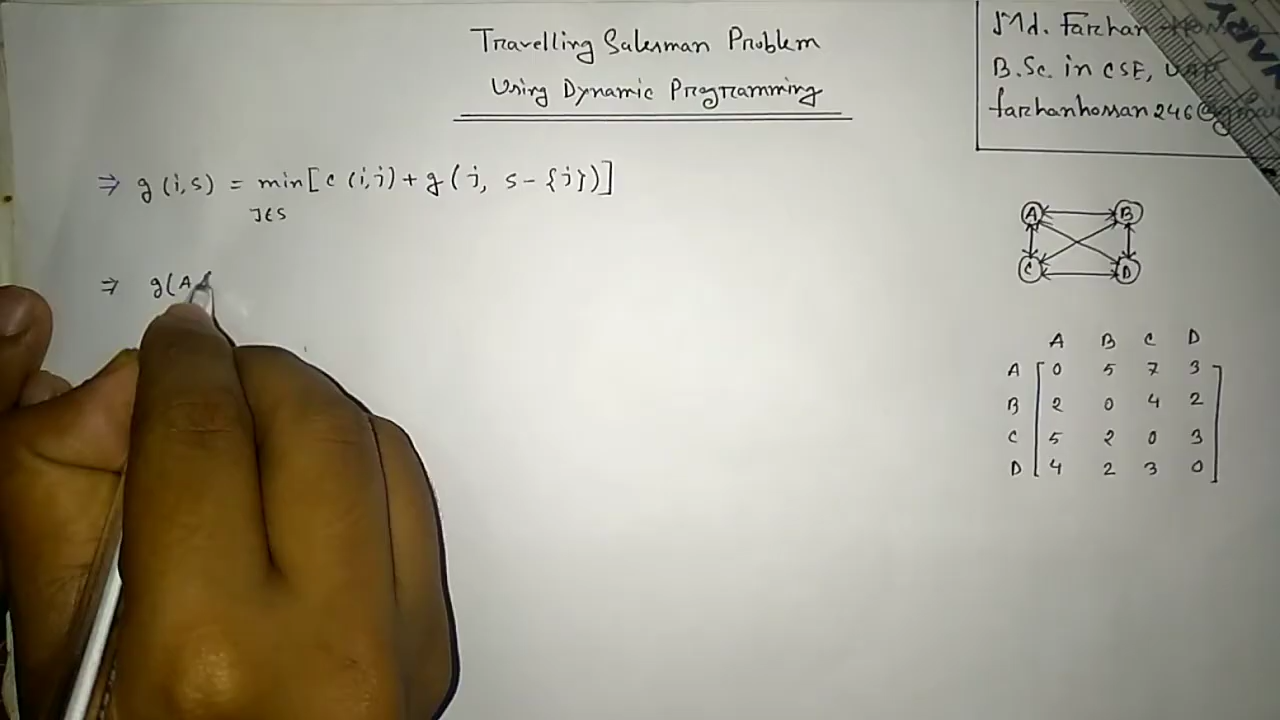 Travelling Salesman Problem
Using Dynamic Programming
Md. Farhan
B.Sc. in CSE,
farhanhossan246@
⇒ g(i,s) = min[c(i,j)+g(j, s-{j})]
J∈S
⇒ g(A
A B
C D
A B C D
A 0 5 7 3
B 2 0 4 2
C 5 2 0 3
D 4 2 3 0